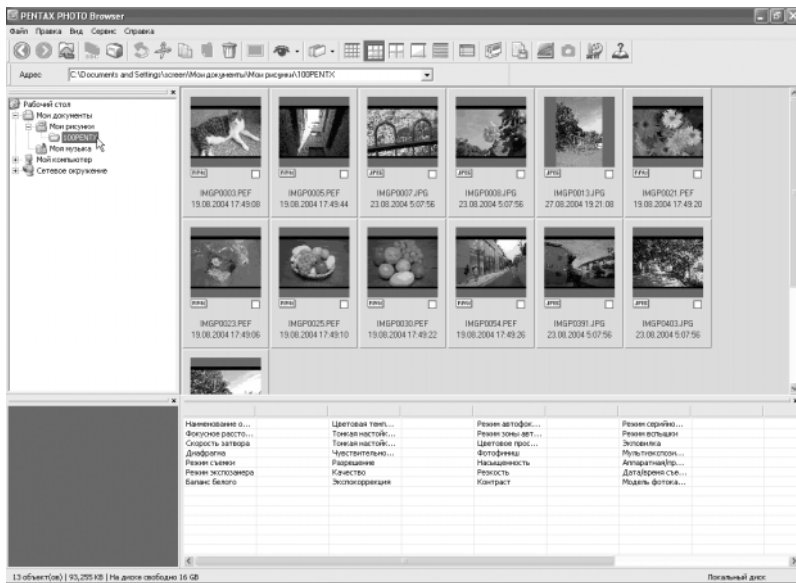 PENTAX PHOTO Browser
Файл Правка Вид Сервис Справка
Адрес C:\Documents and Settings\screen\Мои документы\Мои рисунки\100PENTX
Рабочий стол
Мои документы
Мои рисунки
100PENTX
Моя музыка
Мой компьютер
Сетевое окружение
IMGP0003.PEF IMGP0005.PEF IMGP0007.JPG IMGP0008.JPG IMGP0013.JPG IMGP0021.PEF
19.08.2004 17:49:08 19.08.2004 17:49:44 23.08.2004 5:07:56 23.08.2004 5:07:56 27.08.2004 19:21:08 19.08.2004 17:49:20
IMGP0023.PEF IMGP0025.PEF IMGP0030.PEF IMGP0054.PEF IMGP0391.JPG IMGP0403.JPG
19.08.2004 17:49:06 19.08.2004 17:49:10 19.08.2004 17:49:22 19.08.2004 17:49:26 23.08.2004 5:07:56 23.08.2004 5:07:56
Наименование о... Цветовая темп... Режим автофок... Режим серийно...
Фокусное рассто... Тонкая настойк... Режим зоны авт... Режим вспышки
Скорость затвора Тонкая настойк... Цветовое прос... Эксповилка
Диафрагма Чувствительно... Фотофиниш Мультиэкспози...
Режим съемки Разрешение Насыщенность Аппаратная/пр...
Режим экспозамера Качество Резкость Дата/время съе...
Баланс белого Экспокоррекция Контраст Модель фотока...
13 объект(ов) | 93,255 KB | На диске свободно 16 GB Локальный диск